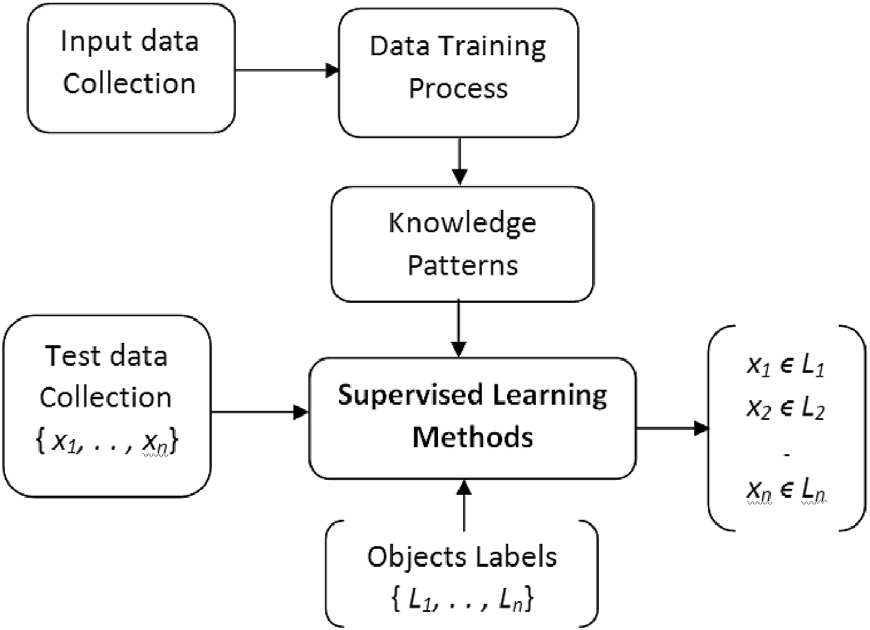 Input data
Collection
Data Training
Process
Knowledge
Patterns
Test data
Collection
{ x₁, . . , xₙ}
Supervised Learning
Methods
Objects Labels
{ L₁, . . , Lₙ}
x₁ ϵ L₁
x₂ ϵ L₂
-
xₙ ϵ Lₙ